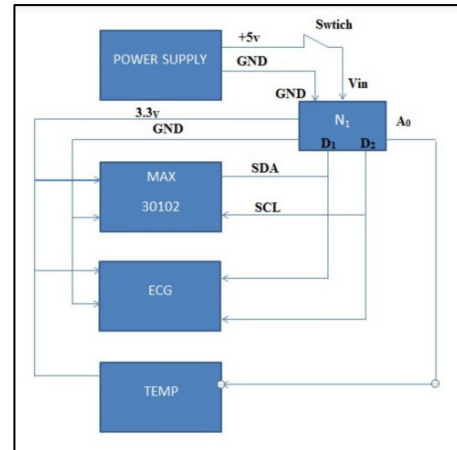 Swtich
+5v
POWER SUPPLY
GND
Vin
GND
3.3v
N1
A0
GND
D1 D2
MAX
30102
SDA
SCL
ECG
TEMP